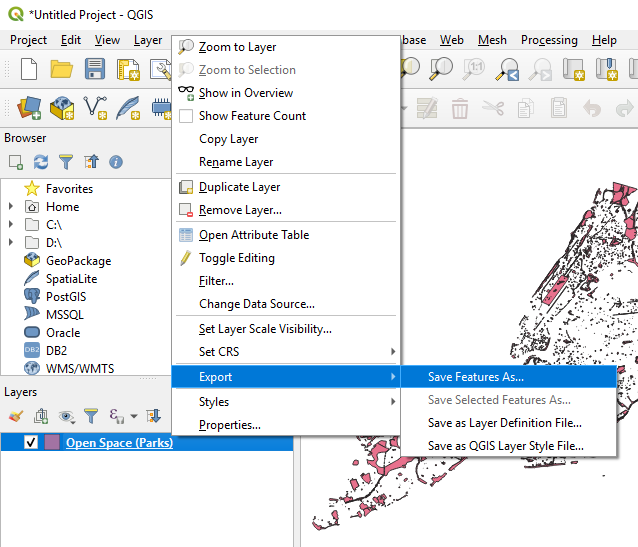 *Untitled Project - QGIS
Project Edit View Layer
base Web Mesh Processing Help
Zoom to Layer
Zoom to Selection
Show in Overview
Show Feature Count
Copy Layer
Rename Layer
Duplicate Layer
Remove Layer...
Open Attribute Table
Toggle Editing
Filter...
Change Data Source...
Set Layer Scale Visibility...
Set CRS
Export
Styles
Properties...
Save Features As...
Save Selected Features As...
Save as Layer Definition File...
Save as QGIS Layer Style File...
Browser
Favorites
Home
C:\
D:\
GeoPackage
SpatiaLite
PostGIS
MSSQL
Oracle
DB2 DB2
WMS/WMTS
Layers
Open Space (Parks)